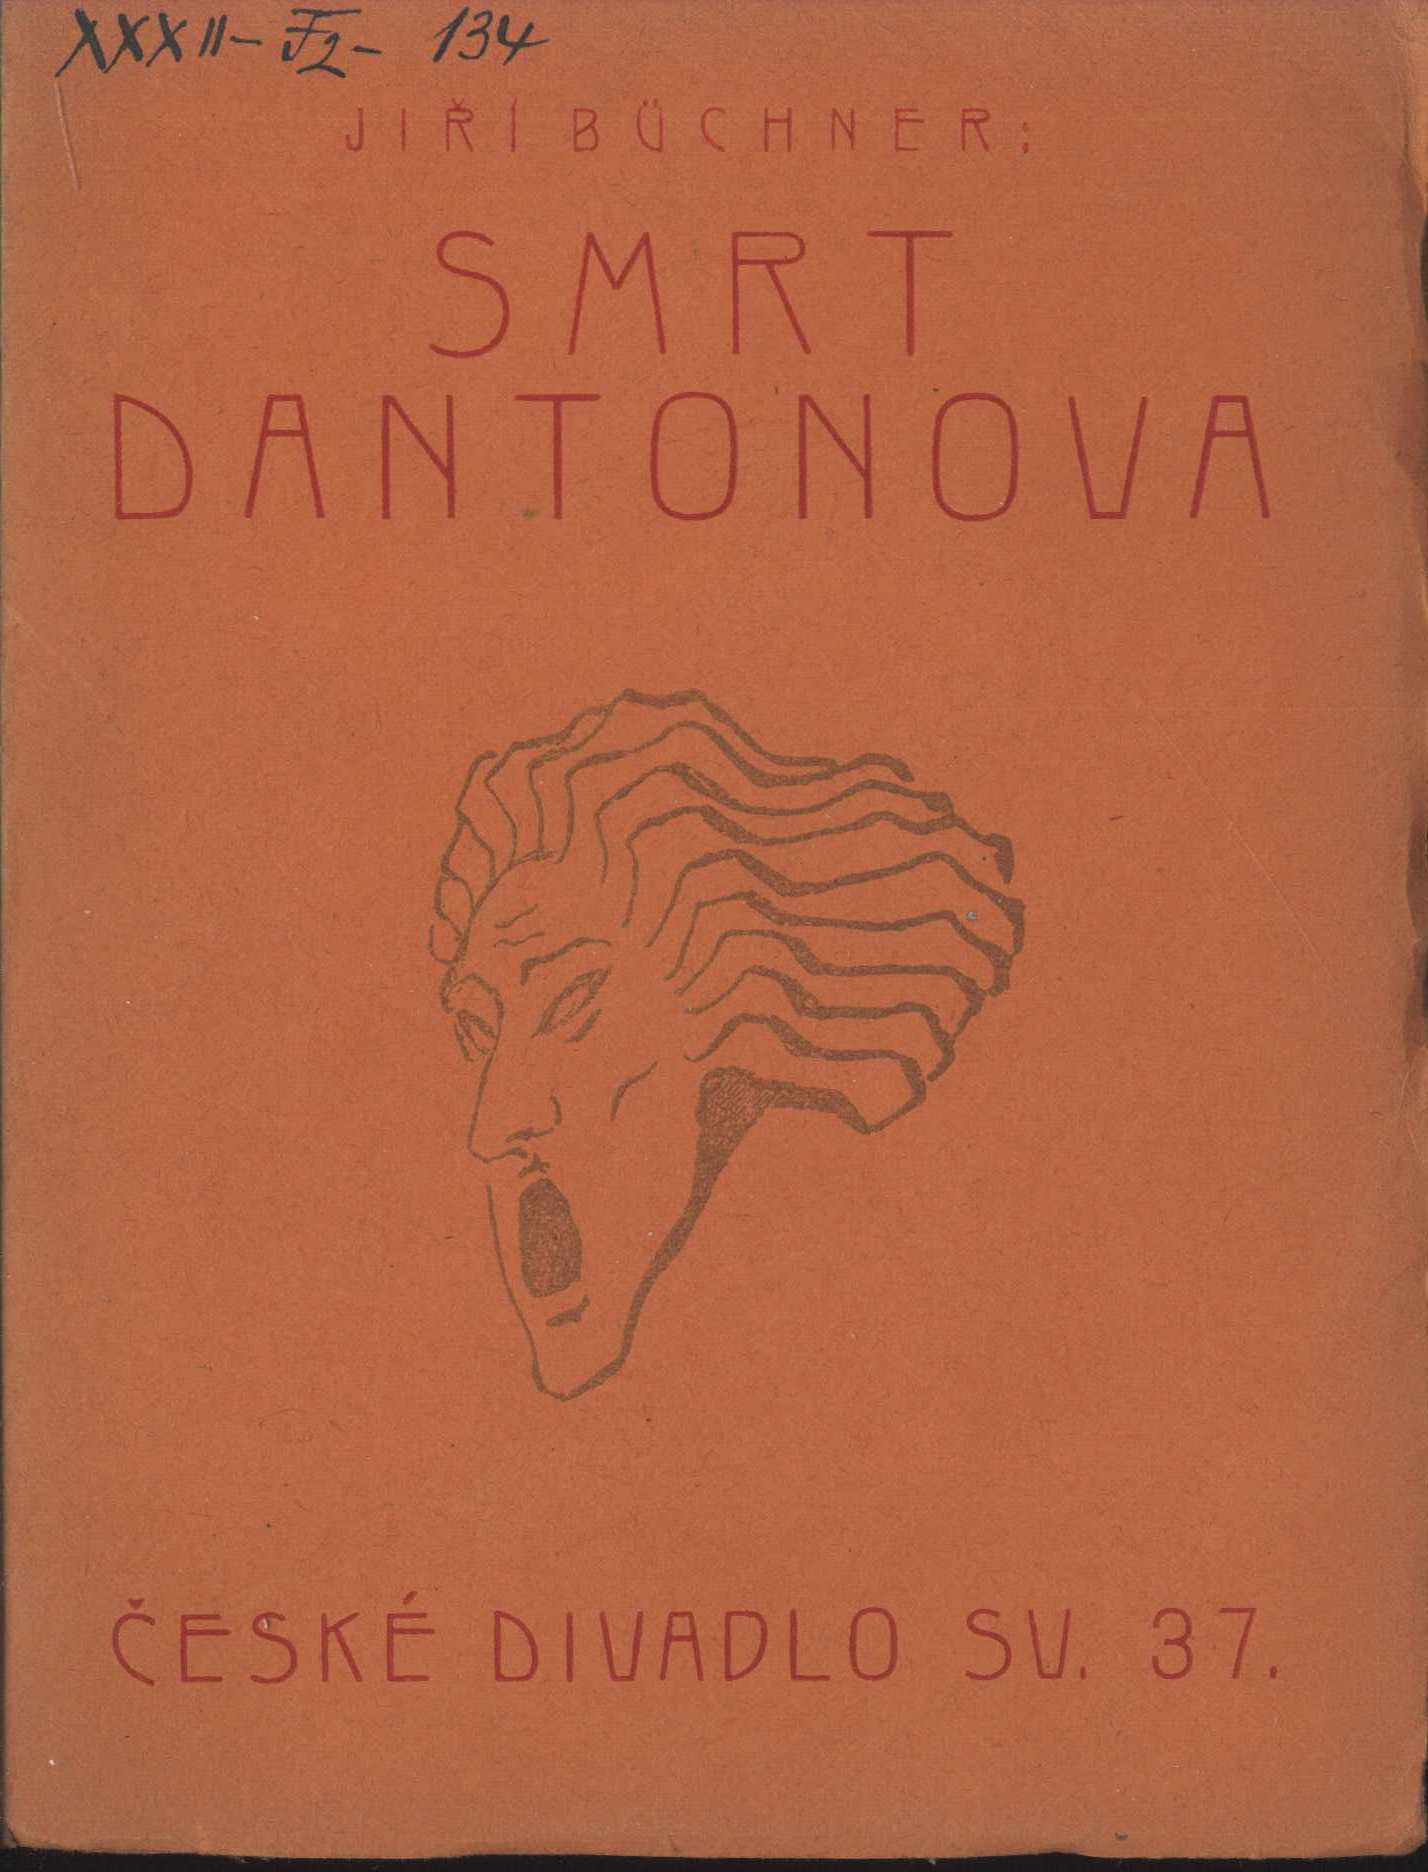 XXXII - F2 - 134
JIŘÍ BÜCHNER:
SMRT
DANTONOVA
ČESKÉ DIVADLO SV. 37.